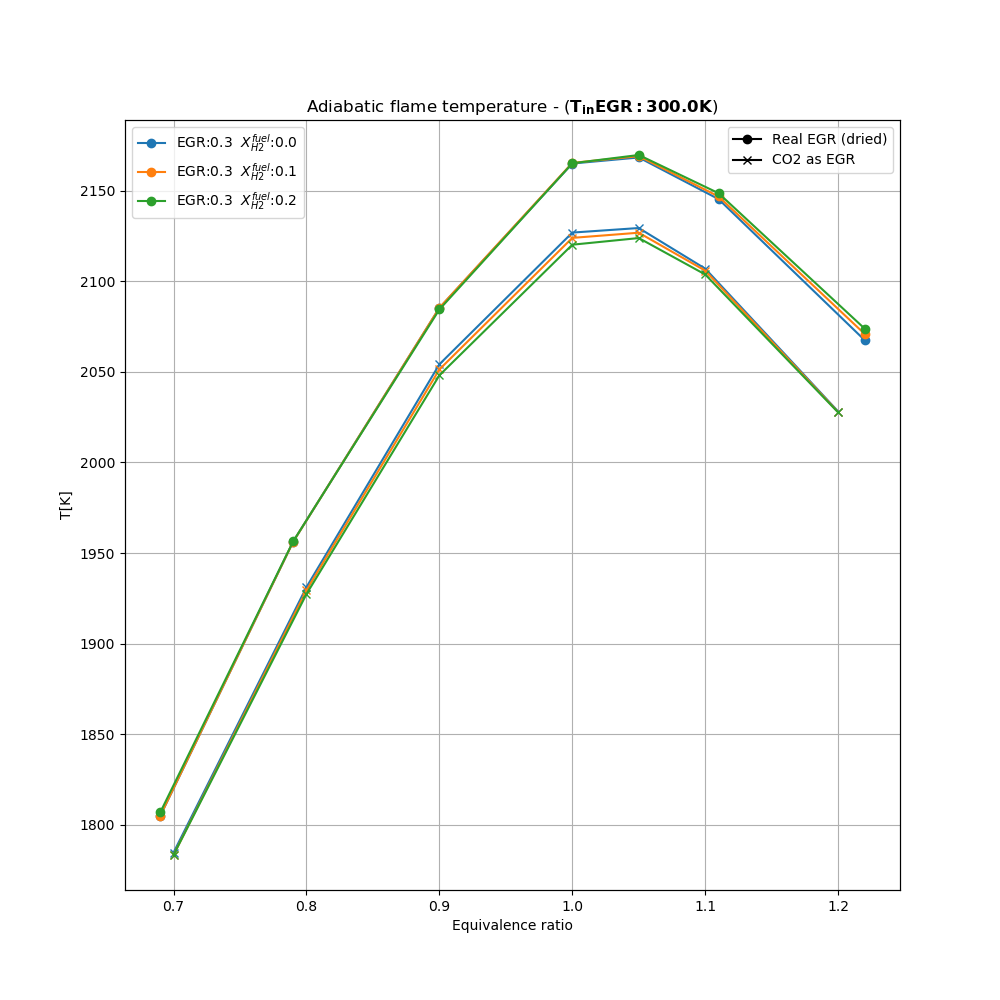 Adiabatic flame temperature - (T_inEGR : 300.0K)
EGR:0.3 X_H2^fuel:0.0
EGR:0.3 X_H2^fuel:0.1
EGR:0.3 X_H2^fuel:0.2
Real EGR (dried)
CO2 as EGR
T[K]
2150
2100
2050
2000
1950
1900
1850
1800
0.7 0.8 0.9 1.0 1.1 1.2
Equivalence ratio